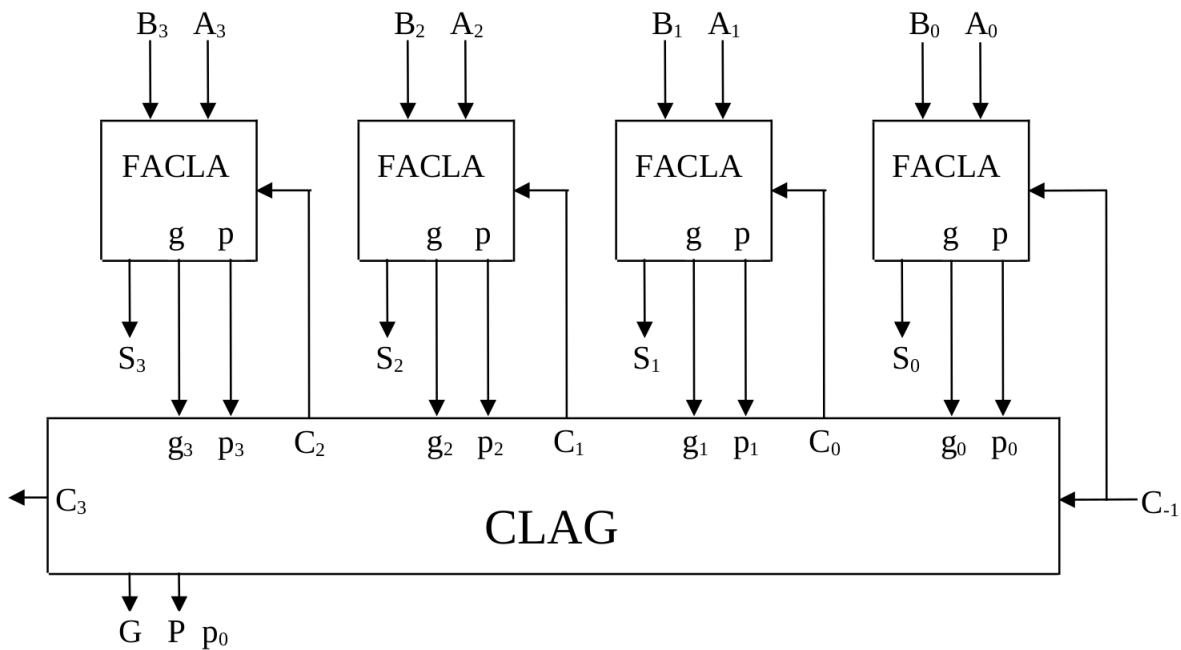 B₃ A₃ B₂ A₂ B₁ A₁ B₀ A₀
FACLA FACLA FACLA FACLA
g p g p g p g p
S₃ S₂ S₁ S₀
g₃ p₃ C₂ g₂ p₂ C₁ g₁ p₁ C₀ g₀ p₀
C₃ CLAG C₋₁
G P p₀